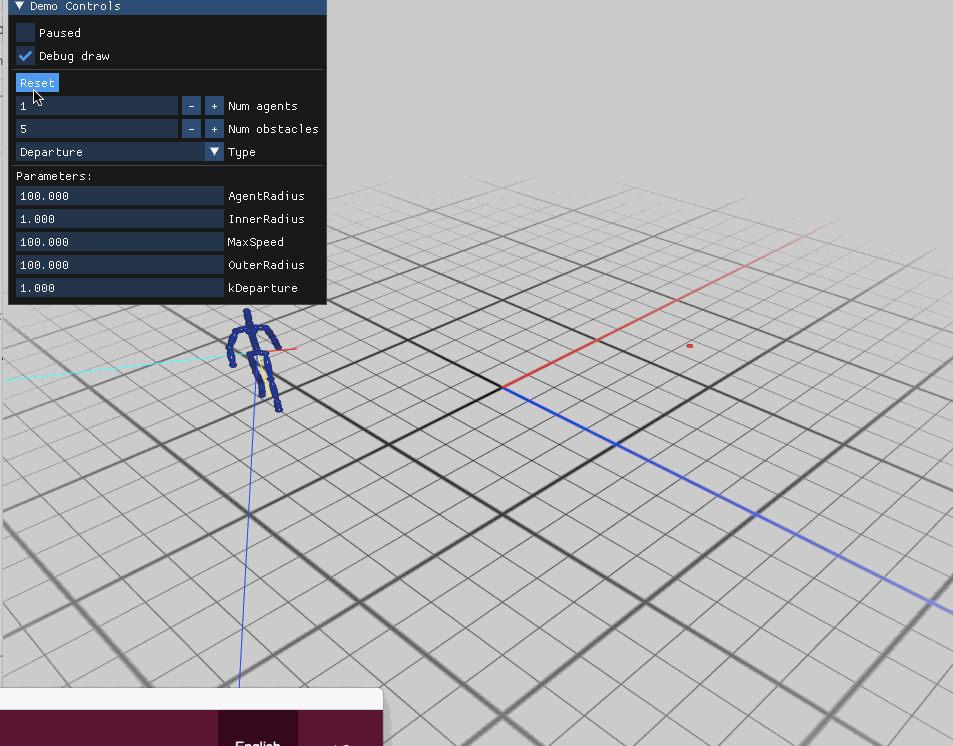 Demo Controls
Paused
Debug draw
Reset
1 - + Num agents
5 - + Num obstacles
Departure Type
Parameters:
100.000 AgentRadius
1.000 InnerRadius
100.000 MaxSpeed
100.000 OuterRadius
1.000 kDeparture
English